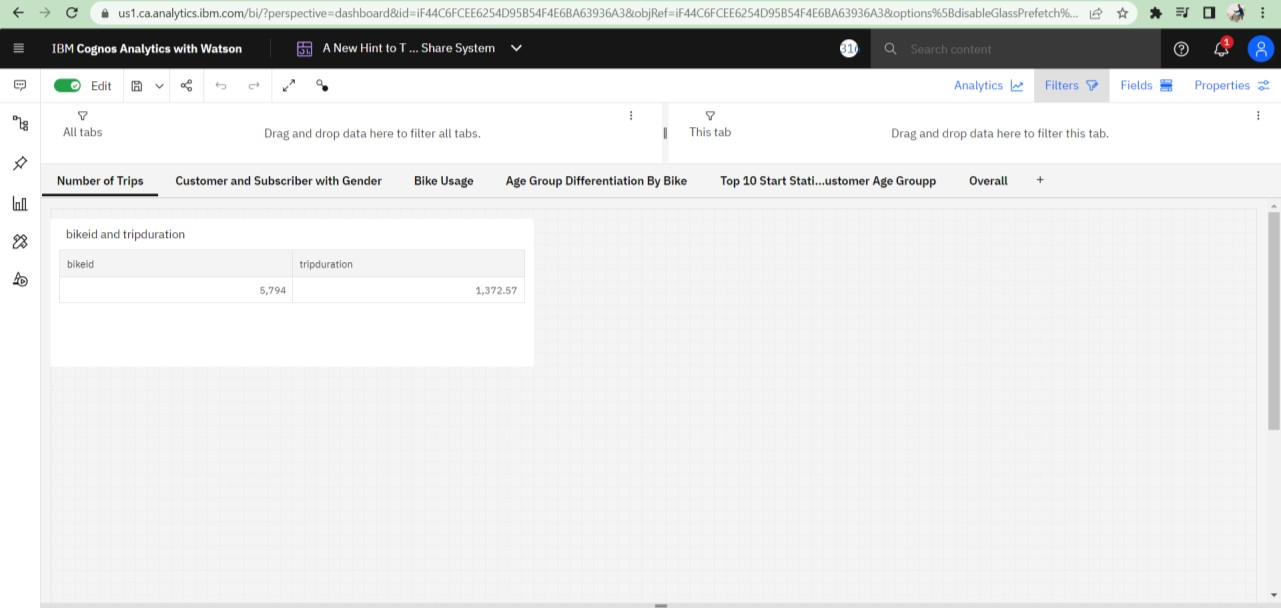 us1.ca.analytics.ibm.com/bi/?perspective=dashboard&id=iF44C6FCEE6254D95B54F4E6BA63936A3&objRef=iF44C6FCEE6254D95B54F4E6BA63936A3&options%5BdisableGlassPrefetch%...
IBM Cognos Analytics with Watson
A New Hint to T ... Share System
Search content
1
Edit
Analytics
Filters
Fields
Properties
All tabs
Drag and drop data here to filter all tabs.
This tab
Drag and drop data here to filter this tab.
Number of Trips
Customer and Subscriber with Gender
Bike Usage
Age Group Differentiation By Bike
Top 10 Start Stati...ustomer Age Groupp
Overall
+
bikeid and tripduration
bikeid tripduration
5,794 1,372.57